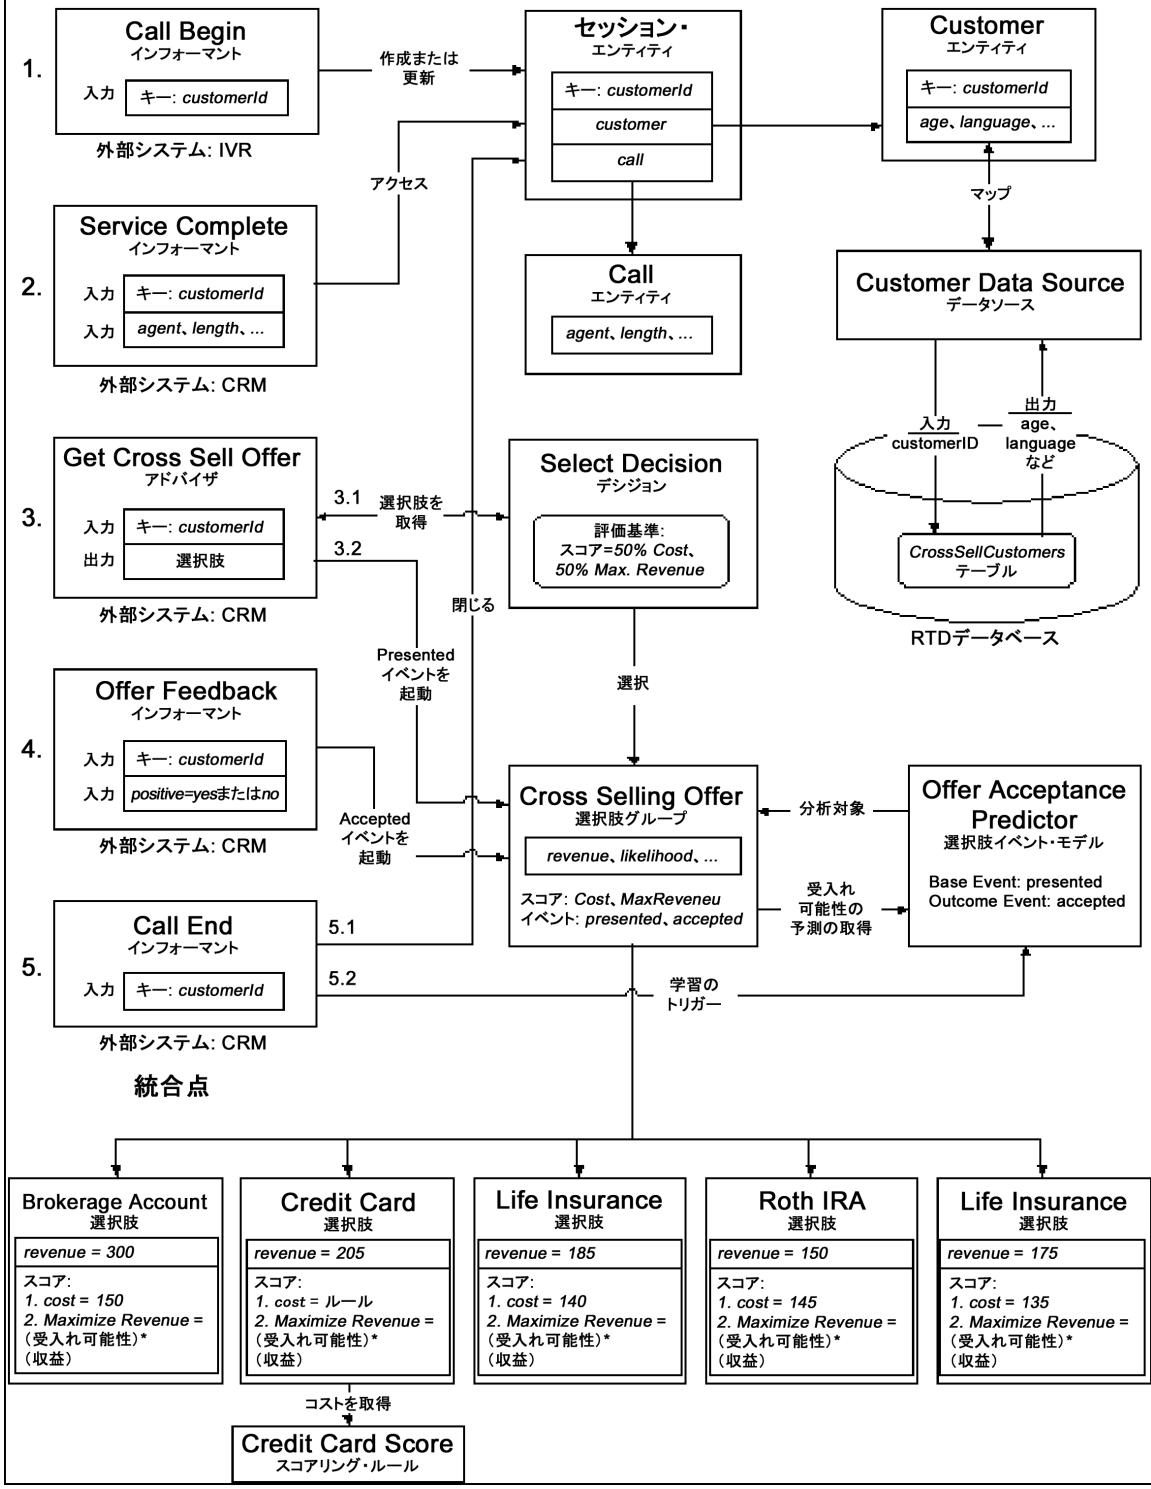 1.
Call Begin
インフォーマント
入力
キー: customerId
外部システム: IVR
作成または
更新
セッション・
エンティティ
キー: customerId
customer
call
Customer
エンティティ
キー: customerId
age、language、...
アクセス
マップ
2.
Service Complete
インフォーマント
入力
キー: customerId
入力
agent、length、...
外部システム: CRM
Call
エンティティ
agent、length、...
Customer Data Source
データソース
入力
customerID
出力
age、
language
など
CrossSellCustomers
テーブル
RTDデータベース
3.
Get Cross Sell Offer
アドバイザ
入力
キー: customerId
出力
選択肢
外部システム: CRM
3.1
選択肢を
取得
3.2
Select Decision
デシジョン
評価基準:
スコア=50% Cost、
50% Max. Revenue
閉じる
Presented
イベントを
起動
選択
4.
Offer Feedback
インフォーマント
入力
キー: customerId
入力
positive=yesまたはno
外部システム: CRM
Accepted
イベントを
起動
Cross Selling Offer
選択肢グループ
revenue、likelihood、...
スコア: Cost、MaxReveneu
イベント: presented、accepted
分析対象
受入れ
可能性の
予測の取得
Offer Acceptance
Predictor
選択肢イベント・モデル
Base Event: presented
Outcome Event: accepted
5.
Call End
インフォーマント
入力
キー: customerId
外部システム: CRM
5.1
5.2
学習の
トリガー
統合点
Brokerage Account
選択肢
revenue = 300
スコア:
1. cost = 150
2. Maximize Revenue =
（受入れ可能性）*
（収益）
Credit Card
選択肢
revenue = 205
スコア:
1. cost = ルール
2. Maximize Revenue =
（受入れ可能性）*
（収益）
Life Insurance
選択肢
revenue = 185
スコア:
1. cost = 140
2. Maximize Revenue =
（受入れ可能性）*
（収益）
Roth IRA
選択肢
revenue = 150
スコア:
1. cost = 145
2. Maximize Revenue =
（受入れ可能性）*
（収益）
Life Insurance
選択肢
revenue = 175
スコア:
1. cost = 135
2. Maximize Revenue =
（受入れ可能性）*
（収益）
コストを取得
Credit Card Score
スコアリング・ルール